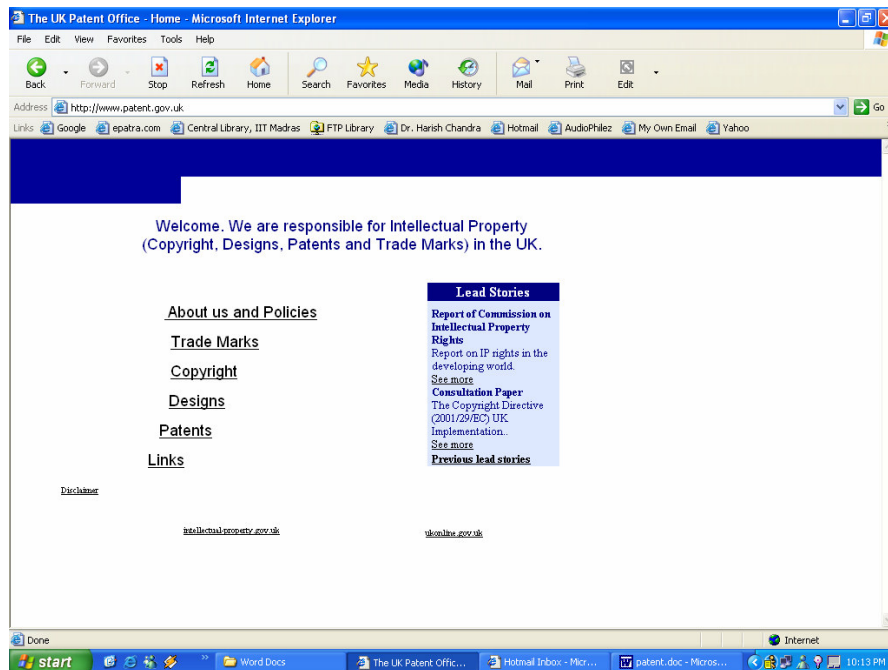 The UK Patent Office - Home - Microsoft Internet Explorer
File Edit View Favorites Tools Help
Back Forward Stop Refresh Home Search Favorites Media History Mail Print Edit
Address http://www.patent.gov.uk Go
Links Google epatra.com Central Library, IIT Madras FTP Library Dr. Harish Chandra Hotmail AudioPhilez My Own Email Yahoo
Welcome. We are responsible for Intellectual Property
(Copyright, Designs, Patents and Trade Marks) in the UK.
About us and Policies
Trade Marks
Copyright
Designs
Patents
Links
Lead Stories
Report of Commission on
Intellectual Property
Rights
Report on IP rights in the
developing world.
See more
Consultation Paper
The Copyright Directive
(2001/29/EC) UK
Implementation..
See more
Previous lead stories
Disclaimer
intellectual-property.gov.uk ukonline.gov.uk
Done Internet
start Word Docs The UK Patent Offic... Hotmail Inbox - Micr... patent.doc - Micros... 10:13 PM